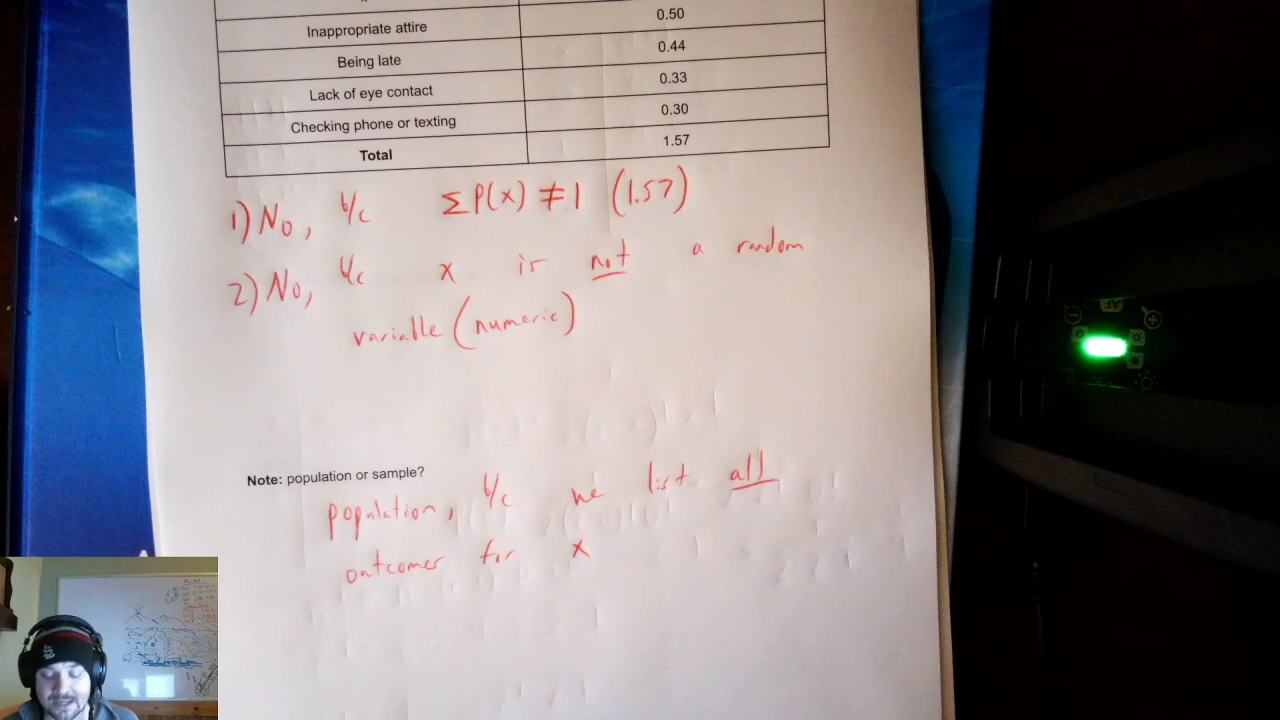 Inappropriate attire 0.50
Being late 0.44
Lack of eye contact 0.33
Checking phone or texting 0.30
Total 1.57
1) No, b/c ΣP(x) ≠ 1 (1.57)
2) No, b/c x is not a random
variable (numeric)
Note: population or sample?
population, b/c we list all
outcomes for x